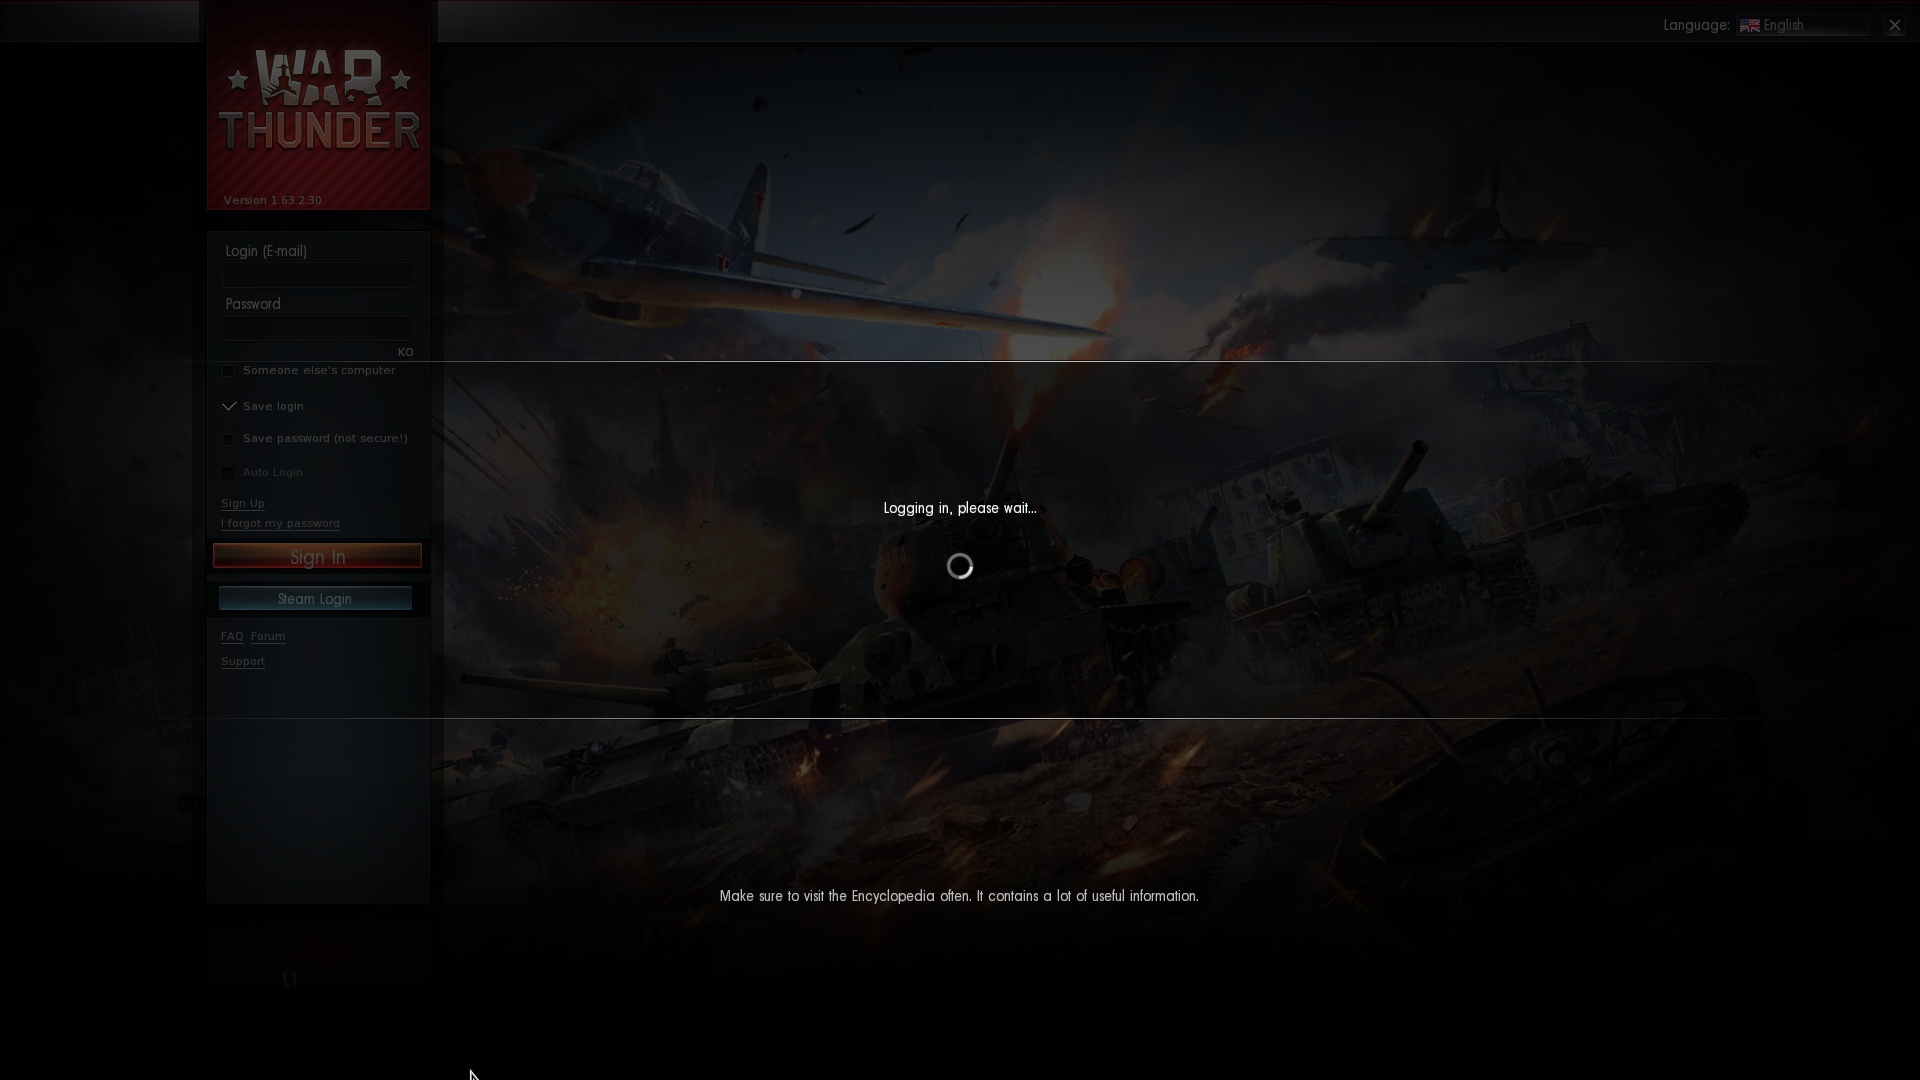 Language: English
WAR
THUNDER
Version 1.63.2.30
Login (E-mail)
Password
KO
Someone else's computer
Save login
Save password (not secure!)
Auto Login
Sign Up
I forgot my password
Sign In
Steam Login
FAQ Forum
Support
Logging in, please wait...
Make sure to visit the Encyclopedia often. It contains a lot of useful information.